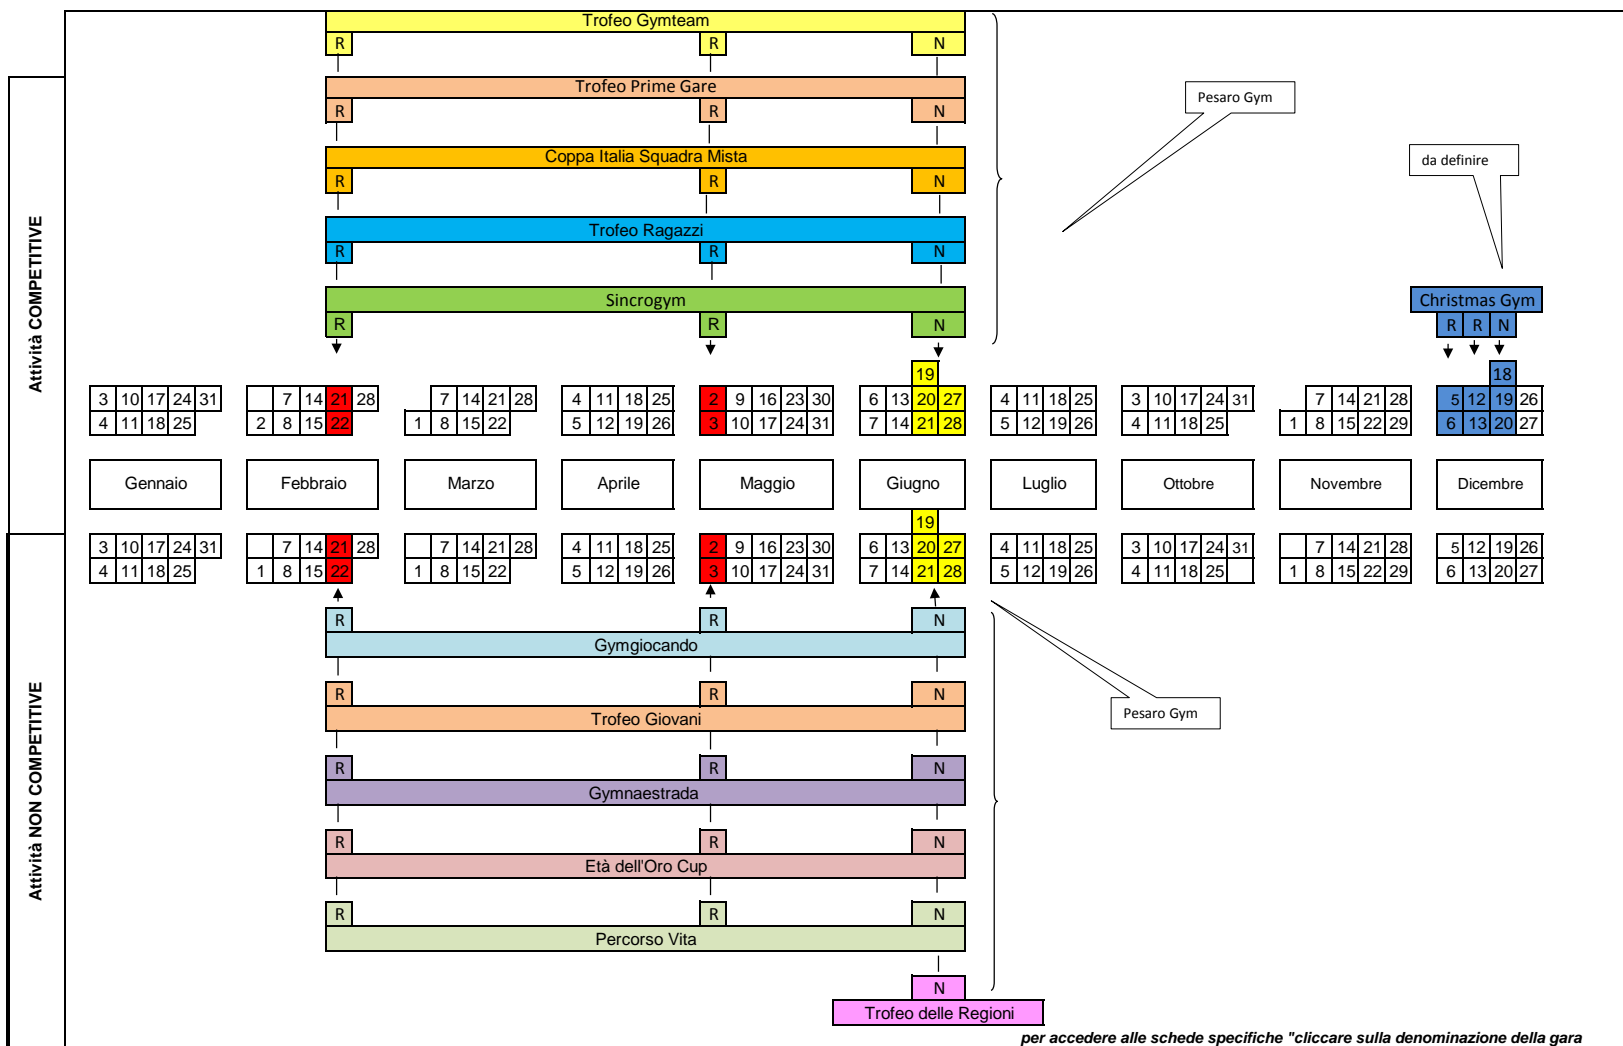 Trofeo Gymteam
R R N
Trofeo Prime Gare
R R N
Pesaro Gym
Coppa Italia Squadra Mista
R R N
da definire
Trofeo Ragazzi
R R N
Attività COMPETITIVE
Sincrogym
R R N
Christmas Gym
R R N
19 18
3 10 17 24 31 7 14 21 28 7 14 21 28 4 11 18 25 2 9 16 23 30 6 13 20 27 4 11 18 25 3 10 17 24 31 7 14 21 28 5 12 19 26
4 11 18 25 2 8 15 22 1 8 15 22 5 12 19 26 3 10 17 24 31 7 14 21 28 5 12 19 26 4 11 18 25 1 8 15 22 29 6 13 20 27
Gennaio Febbraio Marzo Aprile Maggio Giugno Luglio Ottobre Novembre Dicembre
19
3 10 17 24 31 7 14 21 28 7 14 21 28 4 11 18 25 2 9 16 23 30 6 13 20 27 4 11 18 25 3 10 17 24 31 7 14 21 28 5 12 19 26
4 11 18 25 1 8 15 22 1 8 15 22 5 12 19 26 3 10 17 24 31 7 14 21 28 5 12 19 26 4 11 18 25 1 8 15 22 29 6 13 20 27
R R N
Gymgiocando
R R N
Trofeo Giovani
Pesaro Gym
Attività NON COMPETITIVE
R R N
Gymnaestrada
R R N
Età dell'Oro Cup
R R N
Percorso Vita
N
Trofeo delle Regioni
per accedere alle schede specifiche "cliccare sulla denominazione della gara